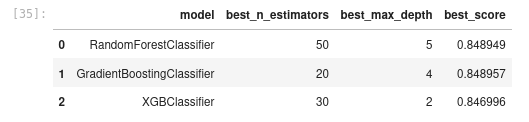 [35]:
model best_n_estimators best_max_depth best_score
0 RandomForestClassifier 50 5 0.848949
1 GradientBoostingClassifier 20 4 0.848957
2 XGBClassifier 30 2 0.846996